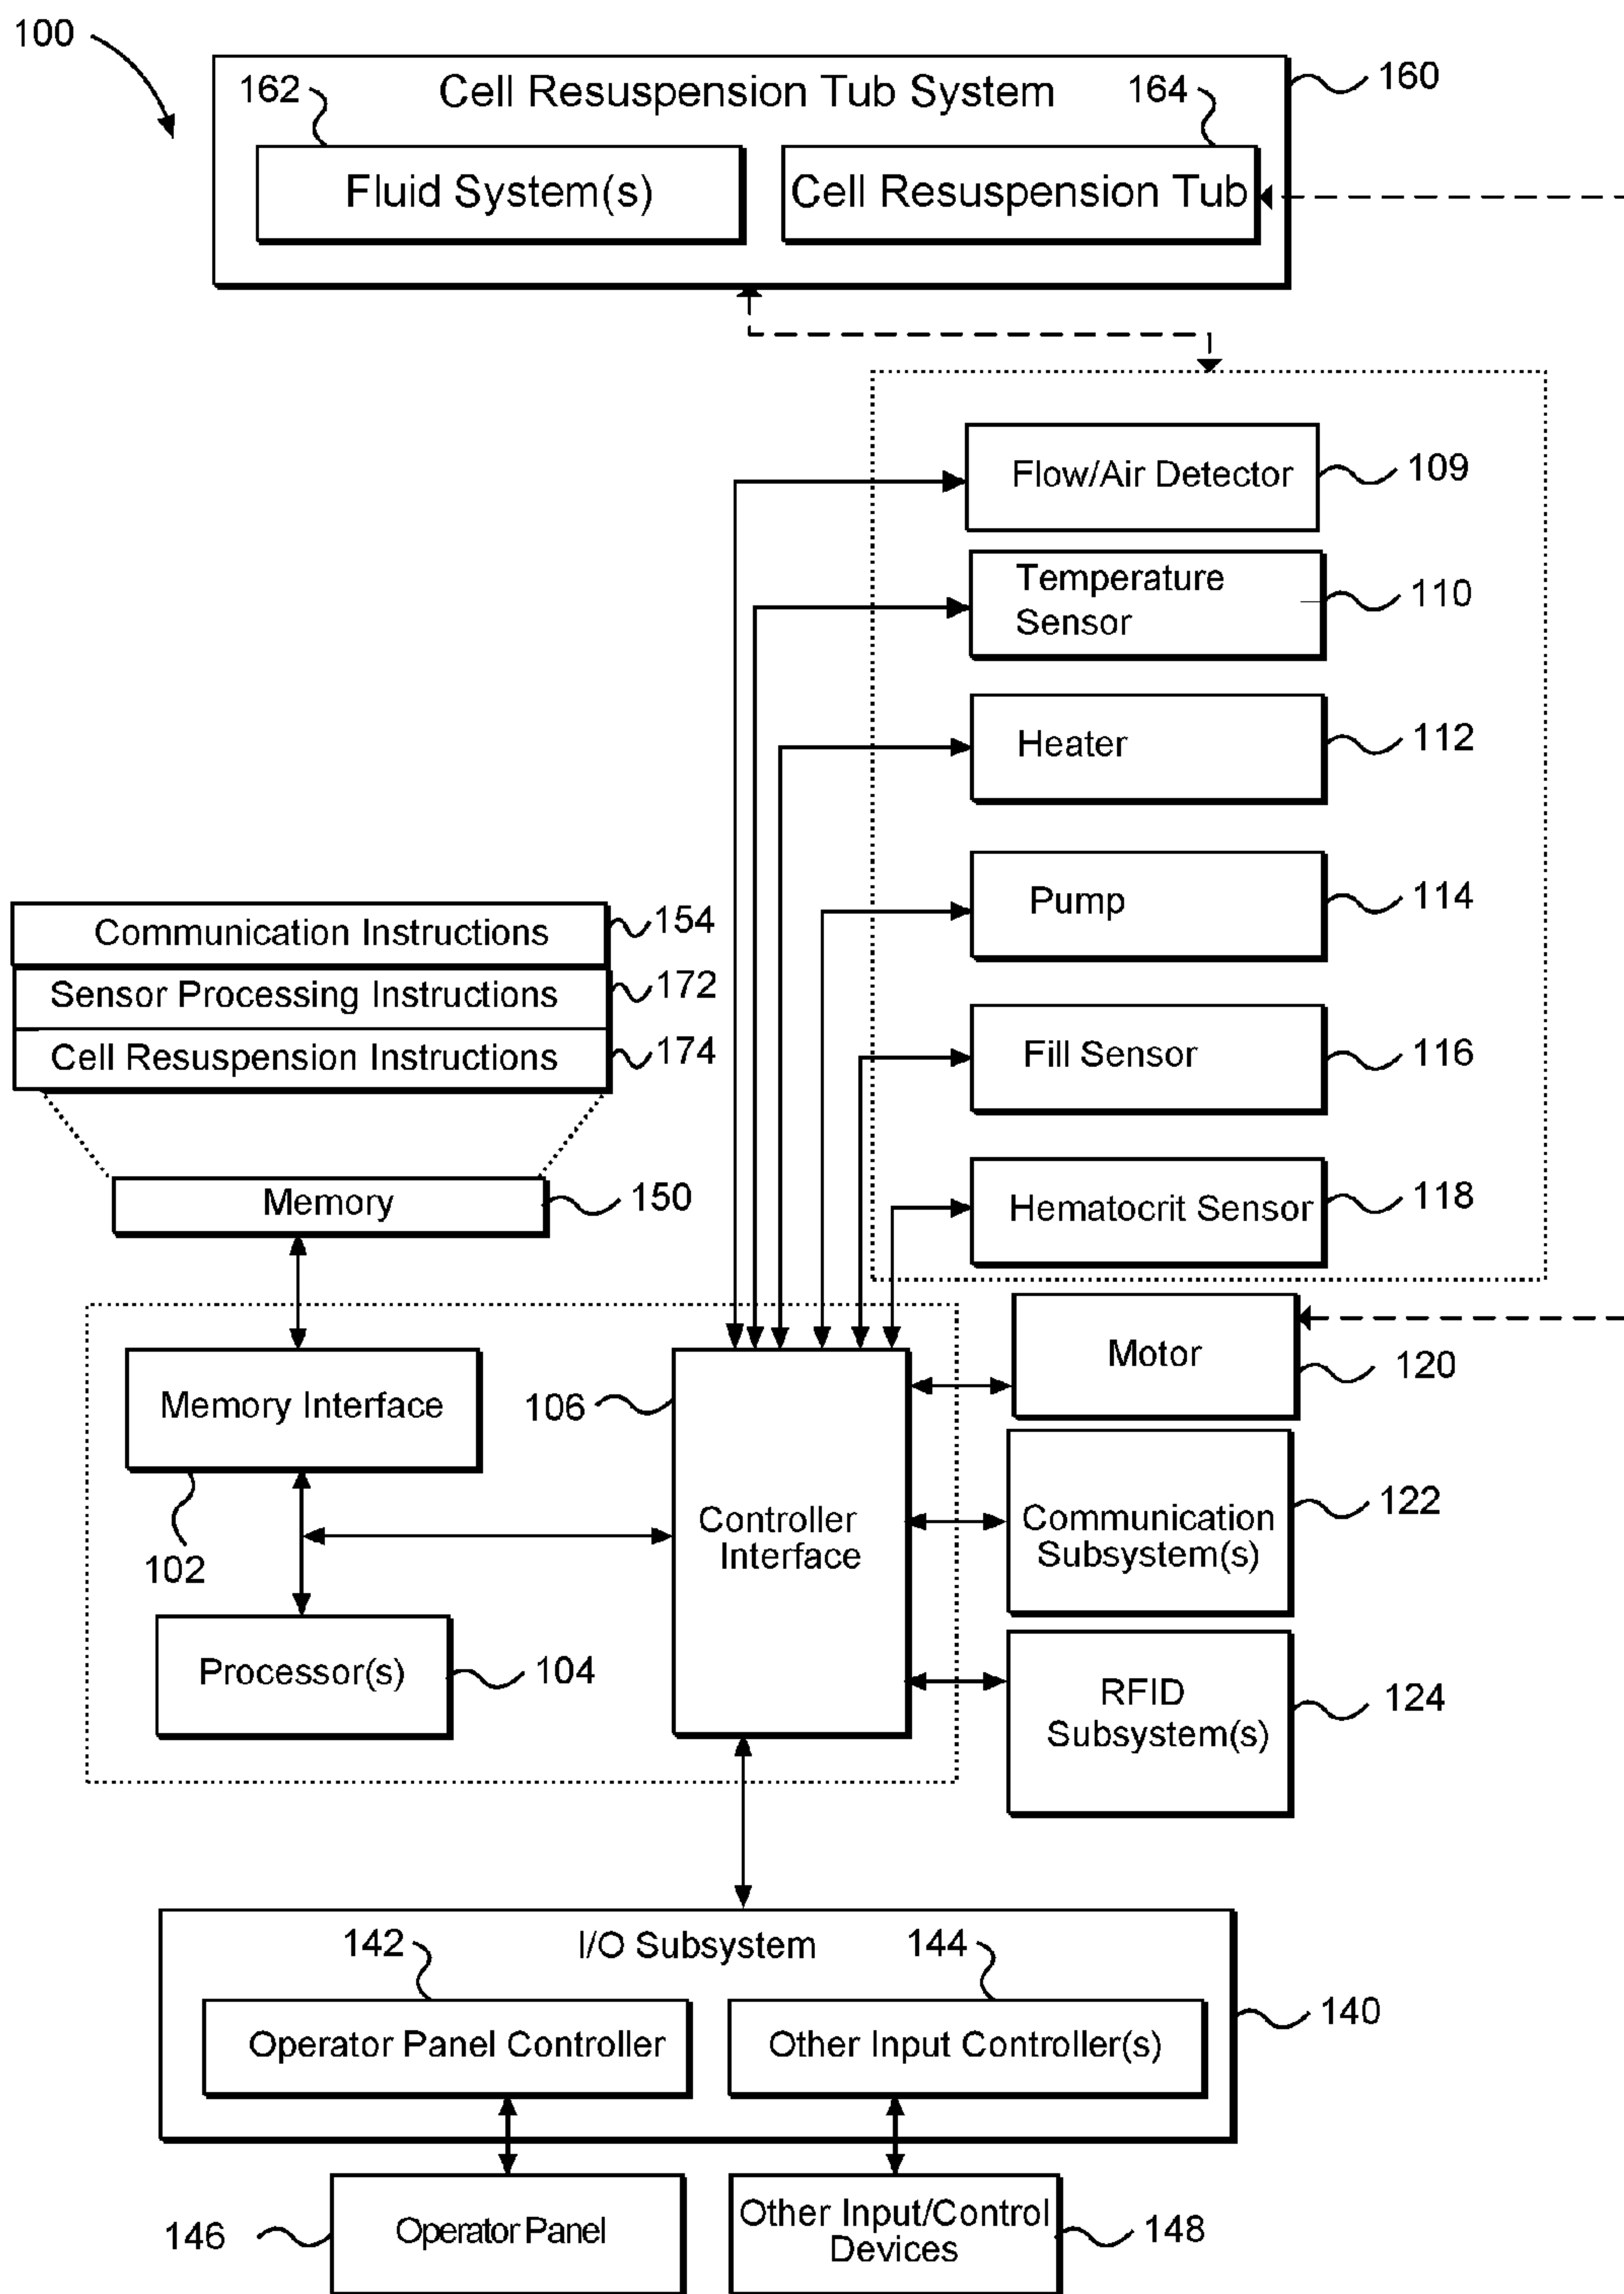 100
Cell Resuspension Tub System
160
162
164
Fluid System(s)
Cell Resuspension Tub
Flow/Air Detector
109
Temperature
Sensor
110
Heater
112
Pump
114
Communication Instructions
154
Sensor Processing Instructions
172
Cell Resuspension Instructions
174
Fill Sensor
116
Memory
150
Hematocrit Sensor
118
Motor
120
Memory Interface
106
102
Controller
Interface
Communication
Subsystem(s)
122
Processor(s)
104
RFID
Subsystem(s)
124
I/O Subsystem
142
144
Operator Panel Controller
Other Input Controller(s)
140
146
Operator Panel
Other Input/Control
Devices
148